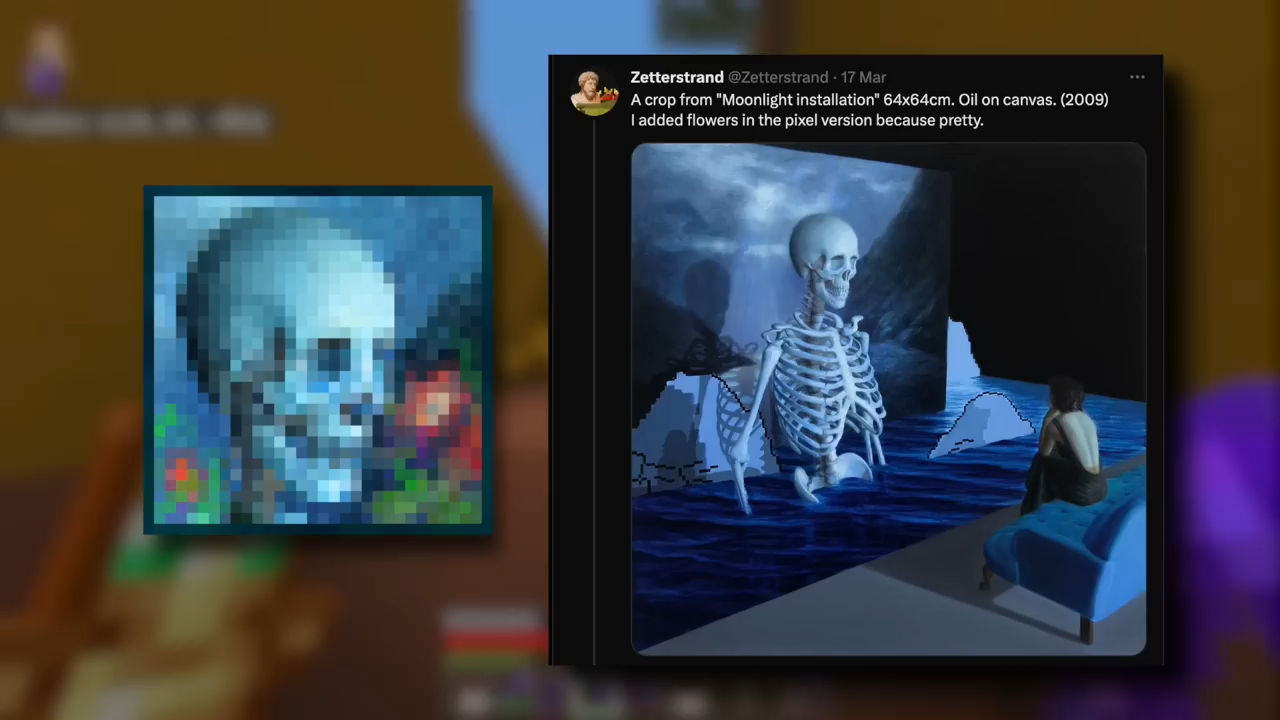 Zetterstrand @Zetterstrand · 17 Mar
A crop from "Moonlight installation" 64x64cm. Oil on canvas. (2009)
I added flowers in the pixel version because pretty.